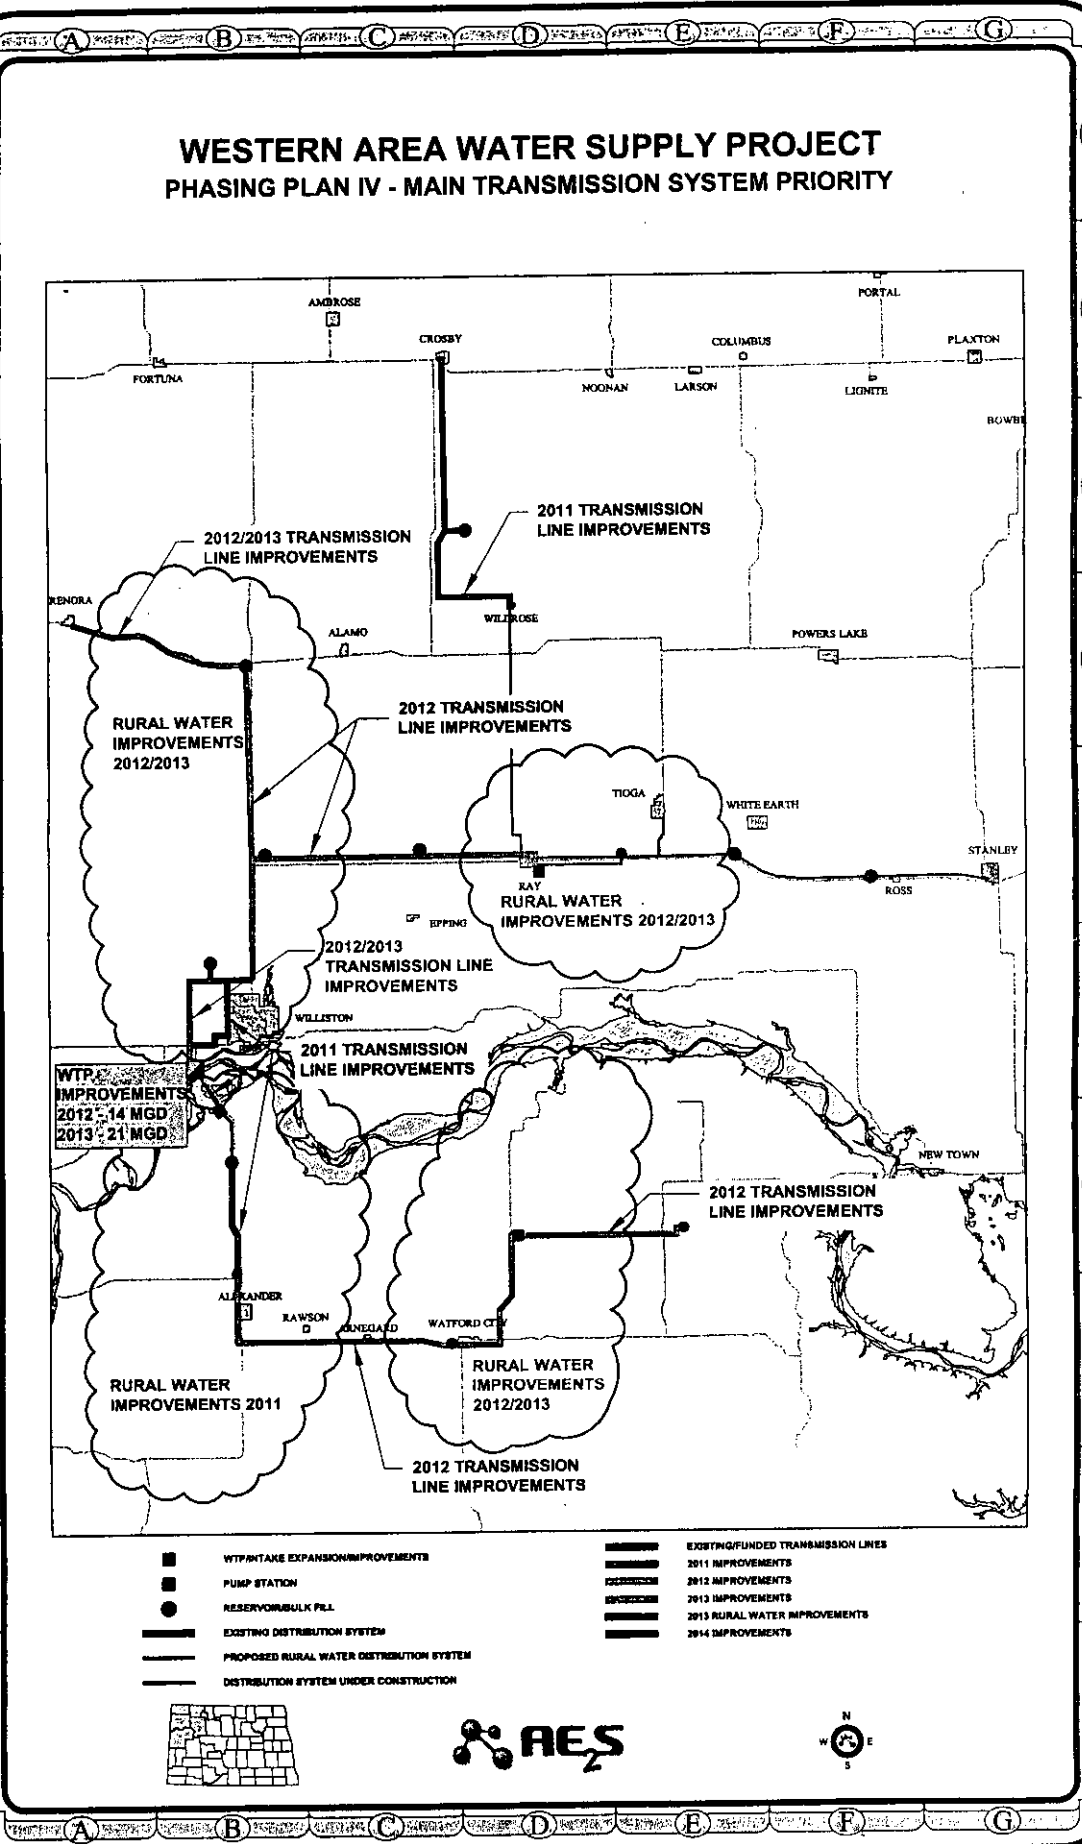 A B C D E F G
WESTERN AREA WATER SUPPLY PROJECT
PHASING PLAN IV - MAIN TRANSMISSION SYSTEM PRIORITY
PORTAL
AMBROSE
CROSBY
COLUMBUS
PLAXTON
FORTUNA
NOONAN
LARSON
LIGNITE
BOWBE
2011 TRANSMISSION
LINE IMPROVEMENTS
2012/2013 TRANSMISSION
LINE IMPROVEMENTS
RENORA
WILDROSE
ALAMO
POWERS LAKE
2012 TRANSMISSION
LINE IMPROVEMENTS
RURAL WATER
IMPROVEMENTS
2012/2013
TIOGA
WHITE EARTH
STANLEY
RAY
ROSS
RURAL WATER
IMPROVEMENTS 2012/2013
EPPING
2012/2013
TRANSMISSION LINE
IMPROVEMENTS
WILLISTON
2011 TRANSMISSION
LINE IMPROVEMENTS
WTP
IMPROVEMENTS
2012 - 14 MGD
2013 - 21 MGD
NEW TOWN
2012 TRANSMISSION
LINE IMPROVEMENTS
ALEXANDER
RAWSON
ARNEGARD
WATFORD CITY
RURAL WATER
IMPROVEMENTS
2012/2013
RURAL WATER
IMPROVEMENTS 2011
2012 TRANSMISSION
LINE IMPROVEMENTS
WTP/INTAKE EXPANSION/IMPROVEMENTS
PUMP STATION
RESERVOIR/BULK FILL
EXISTING DISTRIBUTION SYSTEM
PROPOSED RURAL WATER DISTRIBUTION SYSTEM
DISTRIBUTION SYSTEM UNDER CONSTRUCTION
EXISTING/FUNDED TRANSMISSION LINES
2011 IMPROVEMENTS
2012 IMPROVEMENTS
2013 IMPROVEMENTS
2013 RURAL WATER IMPROVEMENTS
2014 IMPROVEMENTS
AE2S
N
W E
S
A B C D E F G